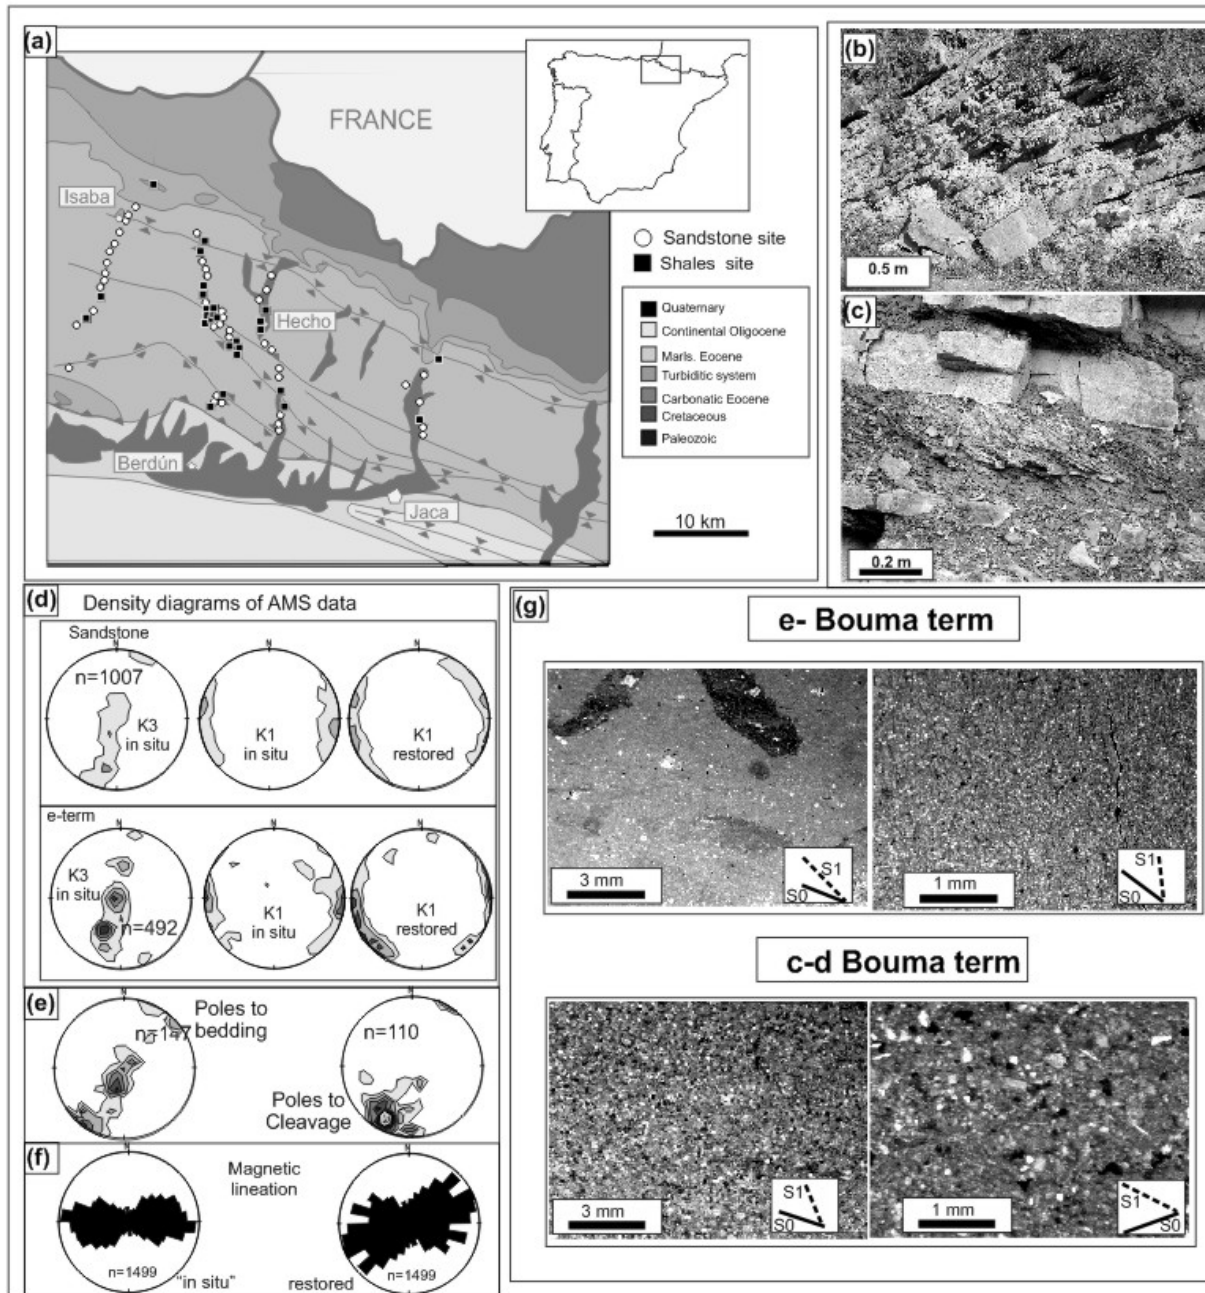 (a)
FRANCE
Isaba
Hecho
Berdún
Jaca
Sandstone site
Shales site
Quaternary
Continental Oligocene
Marls. Eocene
Turbiditic system
Carbonatic Eocene
Cretaceous
Paleozoic
10 km
(b)
0.5 m
(c)
0.2 m
(d)
Density diagrams of AMS data
Sandstone
N
n=1007
K3
in situ
N
K1
in situ
N
K1
restored
e-term
N
K3
in situ
n=492
N
K1
in situ
N
K1
restored
(e)
N
Poles to
bedding
n=147
N
n=110
Poles to
Cleavage
(f)
N
Magnetic
lineation
N
n=1499
"in situ"
restored
n=1499
(g)
e- Bouma term
3 mm
S1
S0
1 mm
S1
S0
c-d Bouma term
3 mm
S1
S0
1 mm
S1
S0